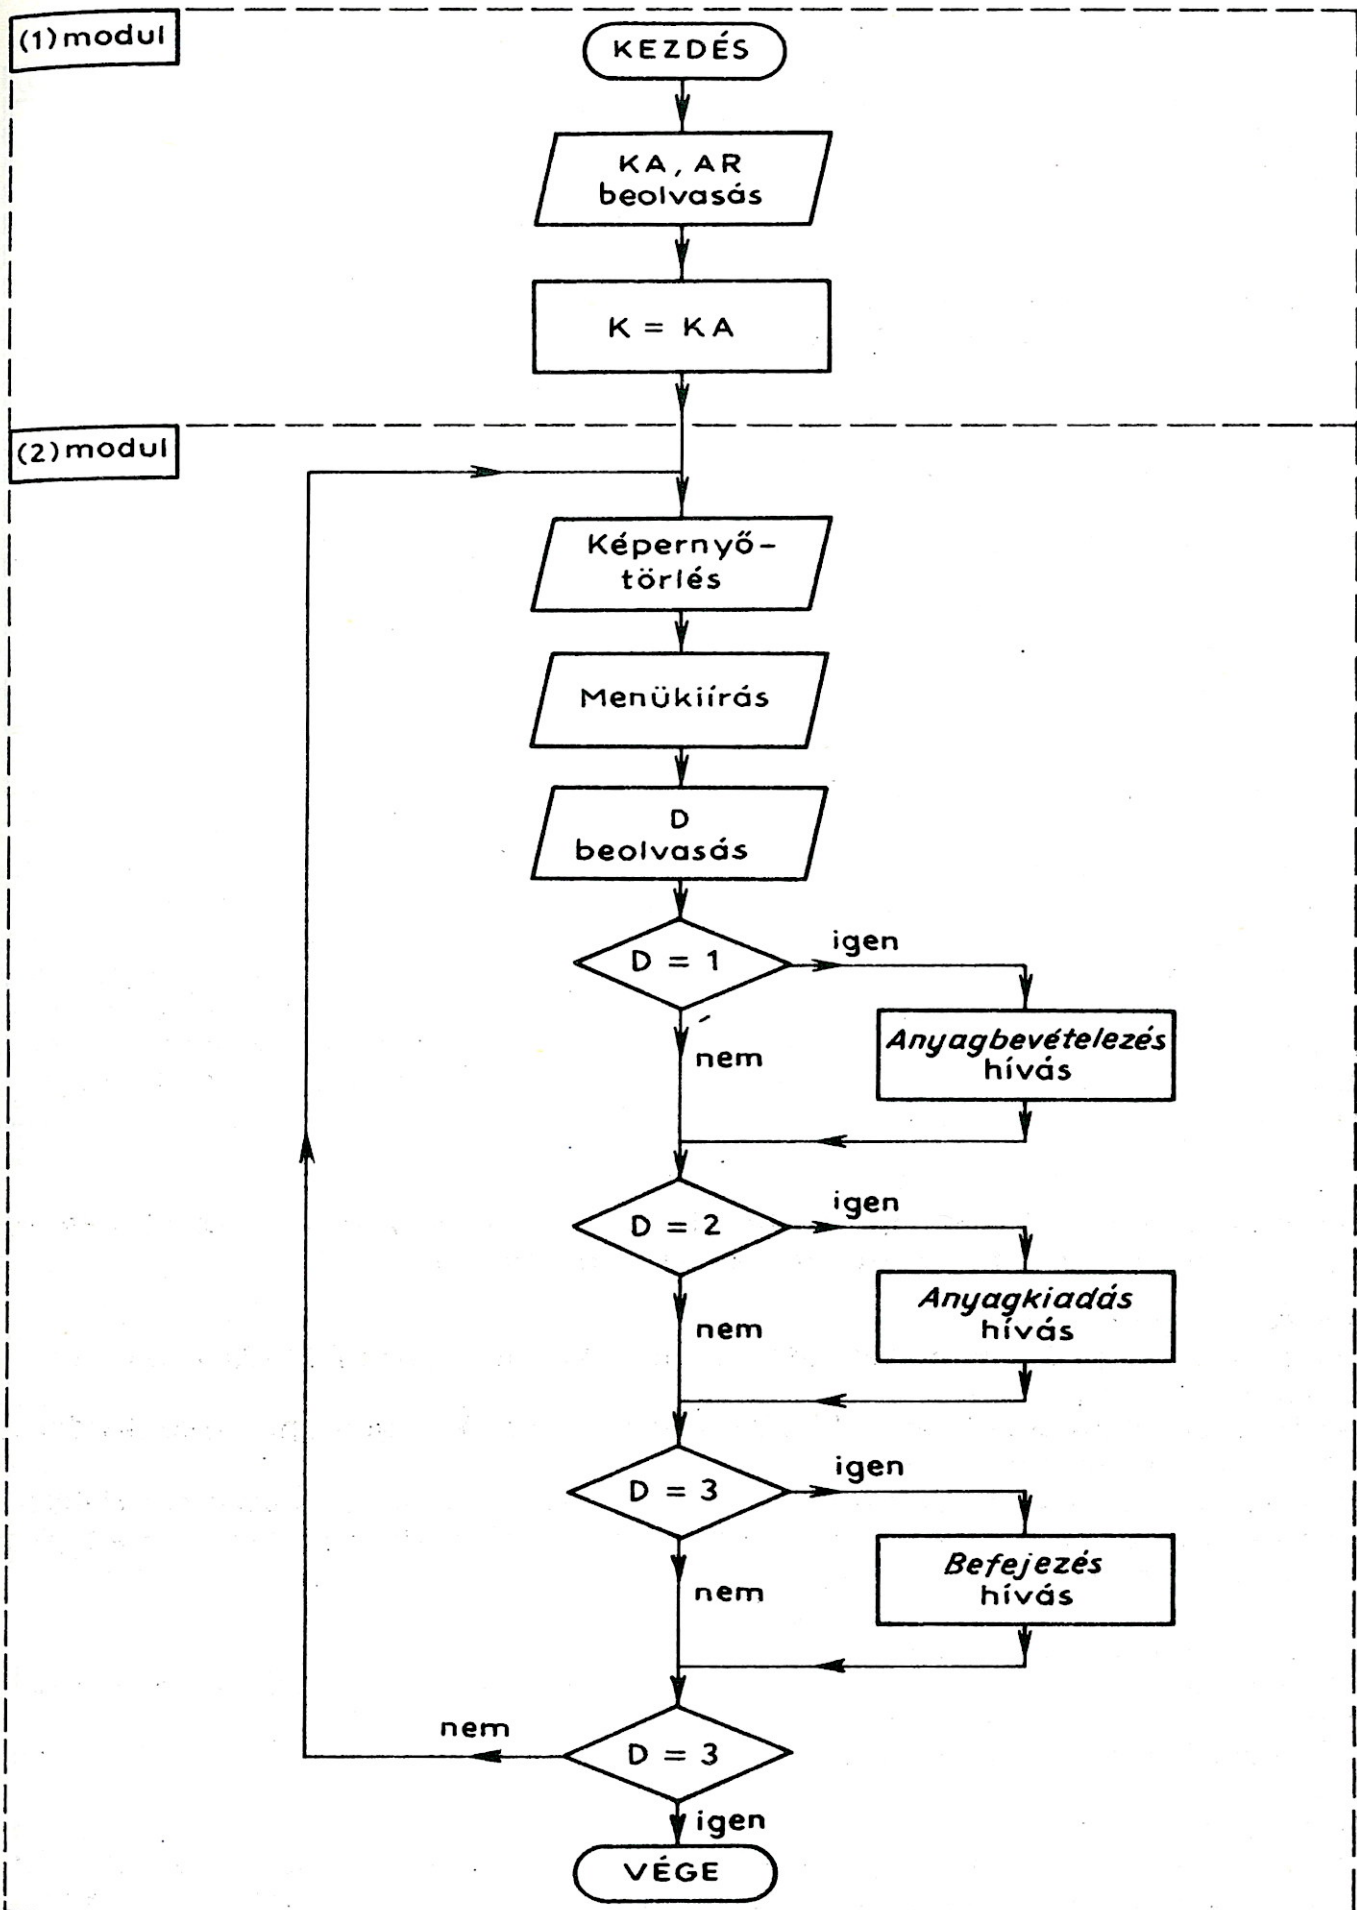 (1) modul
KEZDÉS
KA, AR
beolvasás
K = KA
(2) modul
Képernyő-
törlés
Menükiírás
D
beolvasás
D = 1
igen
nem
Anyagbevételezés
hívás
D = 2
igen
nem
Anyagkiadás
hívás
D = 3
igen
nem
Befejezés
hívás
nem
D = 3
igen
VÉGE